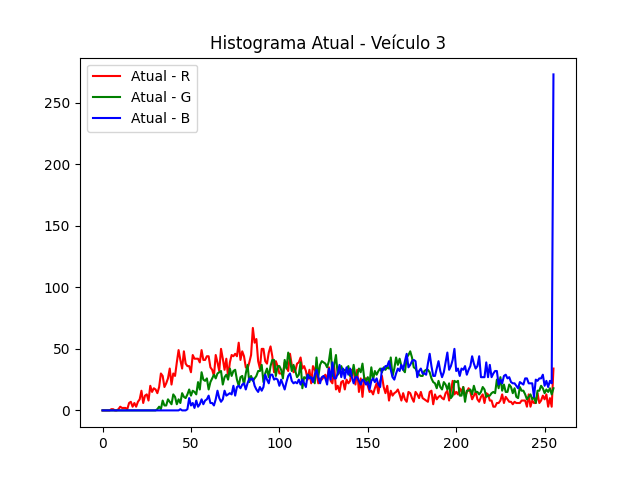 Histograma Atual - Veículo 3
Atual - R
Atual - G
Atual - B
250
200
150
100
50
0
0 50 100 150 200 250